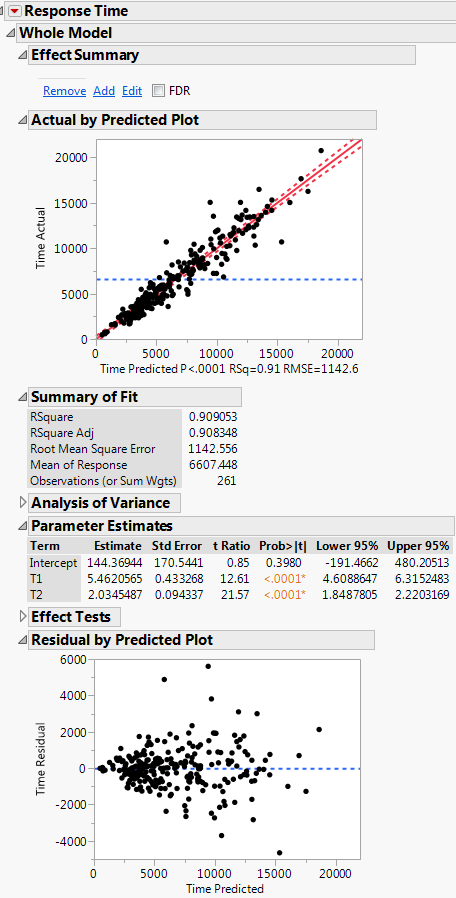 Response Time
Whole Model
Effect Summary
Remove Add Edit FDR
Actual by Predicted Plot
20000
15000
10000
5000
0
Time Actual
0 5000 10000 15000 20000
Time Predicted P<.0001 RSq=0.91 RMSE=1142.6
Summary of Fit
RSquare 0.909053
RSquare Adj 0.908348
Root Mean Square Error 1142.556
Mean of Response 6607.448
Observations (or Sum Wgts) 261
Analysis of Variance
Parameter Estimates
Term Estimate Std Error t Ratio Prob>|t| Lower 95% Upper 95%
Intercept 144.36944 170.5441 0.85 0.3980 -191.4662 480.20513
T1 5.4620565 0.433268 12.61 <.0001* 4.6088647 6.3152483
T2 2.0345487 0.094337 21.57 <.0001* 1.8487805 2.2203169
Effect Tests
Residual by Predicted Plot
6000
4000
2000
0
-2000
-4000
Time Residual
0 5000 10000 15000 20000
Time Predicted